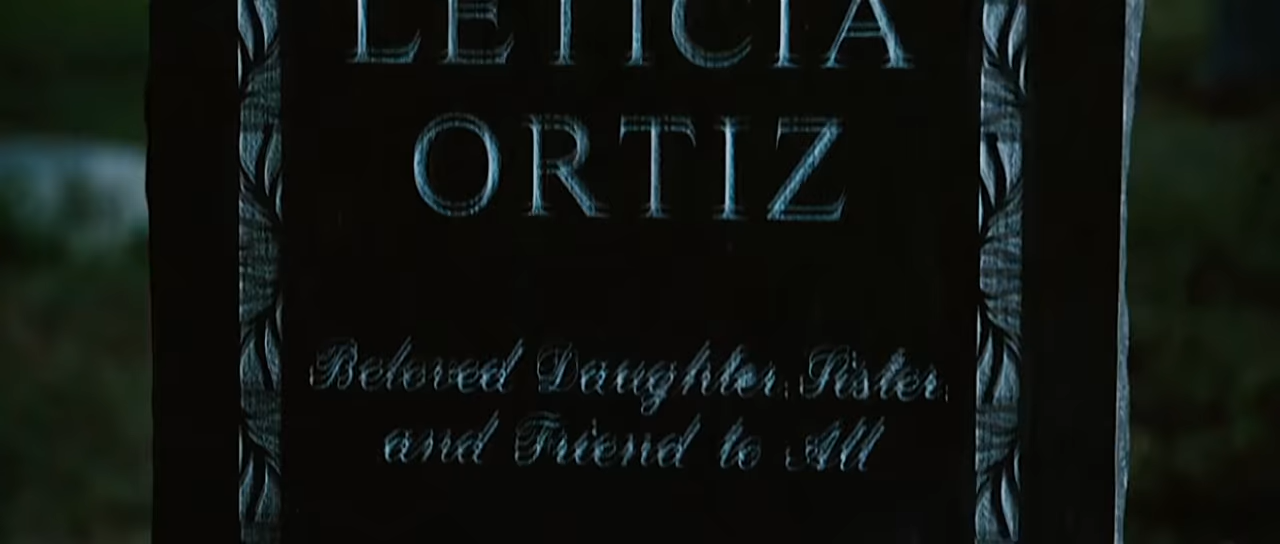 LETICIA
ORTIZ
Beloved Daughter, Sister,
and Friend to All